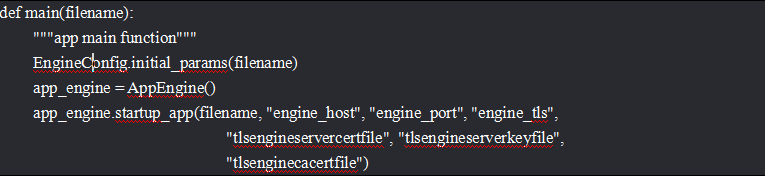 def main(filename):
"""app main function"""
EngineConfig.initial_params(filename)
app_engine = AppEngine()
app_engine.startup_app(filename, "engine_host", "engine_port", "engine_tls",
"tlsengineservercertfile", "tlsengineserverkeyfile",
"tlsenginecacertfile")